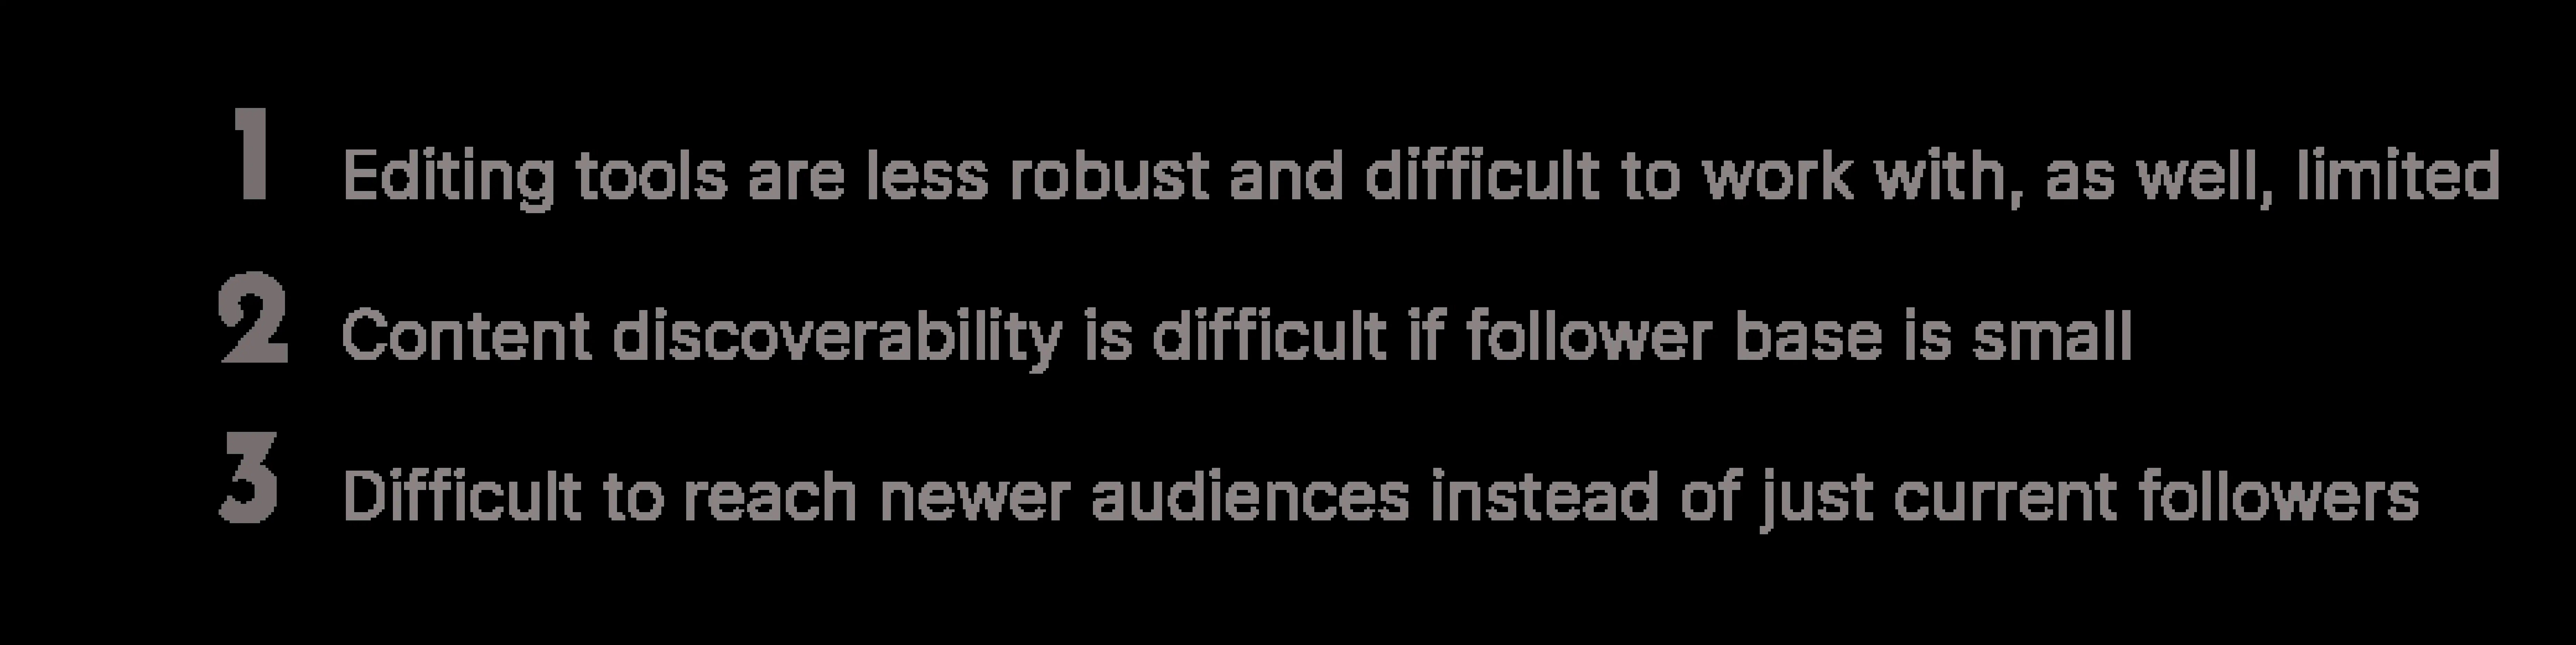 1 Editing tools are less robust and difficult to work with, as well, limited
2 Content discoverability is difficult if follower base is small
3 Difficult to reach newer audiences instead of just current followers